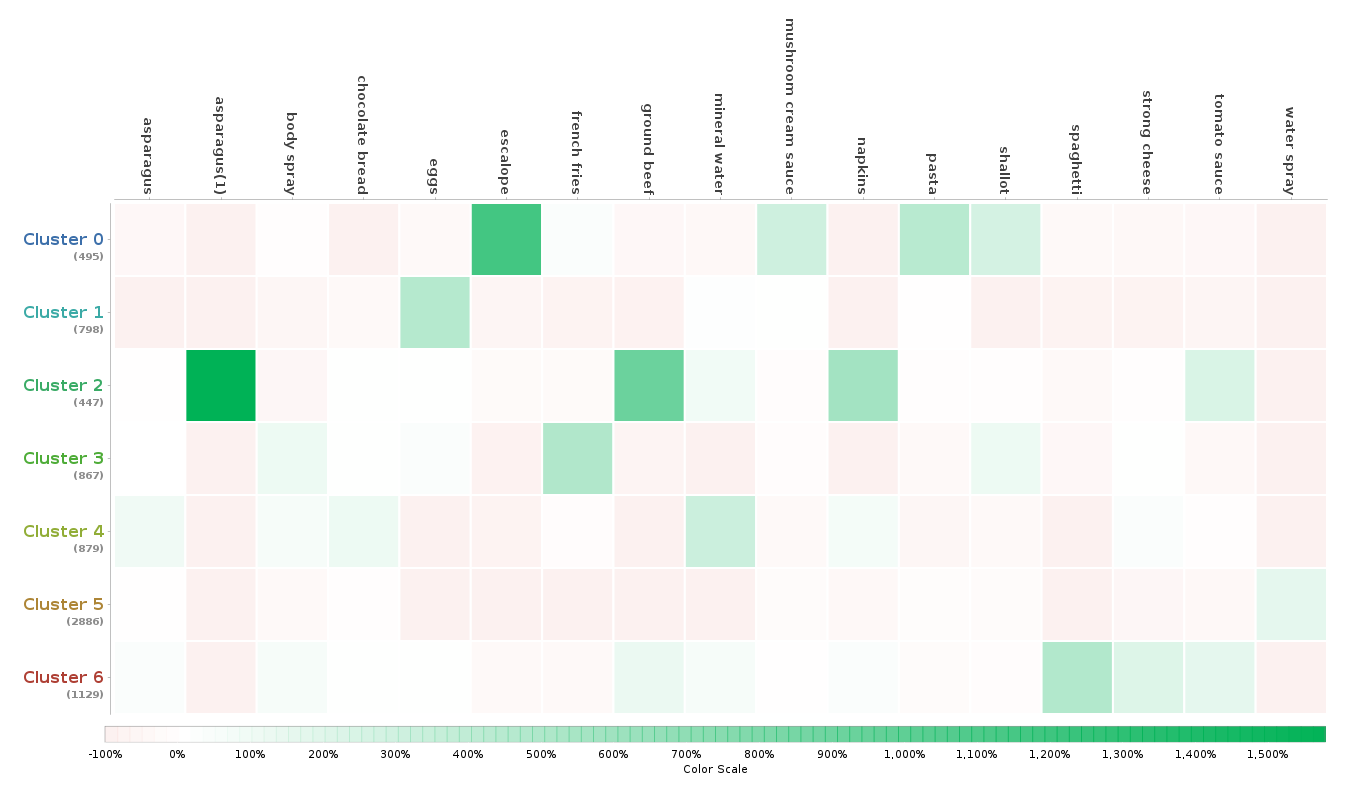 asparagus
asparagus(1)
body spray
chocolate bread
eggs
escalope
french fries
ground beef
mineral water
mushroom cream sauce
napkins
pasta
shallot
spaghetti
strong cheese
tomato sauce
water spray
Cluster 0
(495)
Cluster 1
(798)
Cluster 2
(447)
Cluster 3
(867)
Cluster 4
(879)
Cluster 5
(2886)
Cluster 6
(1129)
-100% 0% 100% 200% 300% 400% 500% 600% 700% 800% 900% 1,000% 1,100% 1,200% 1,300% 1,400% 1,500%
Color Scale